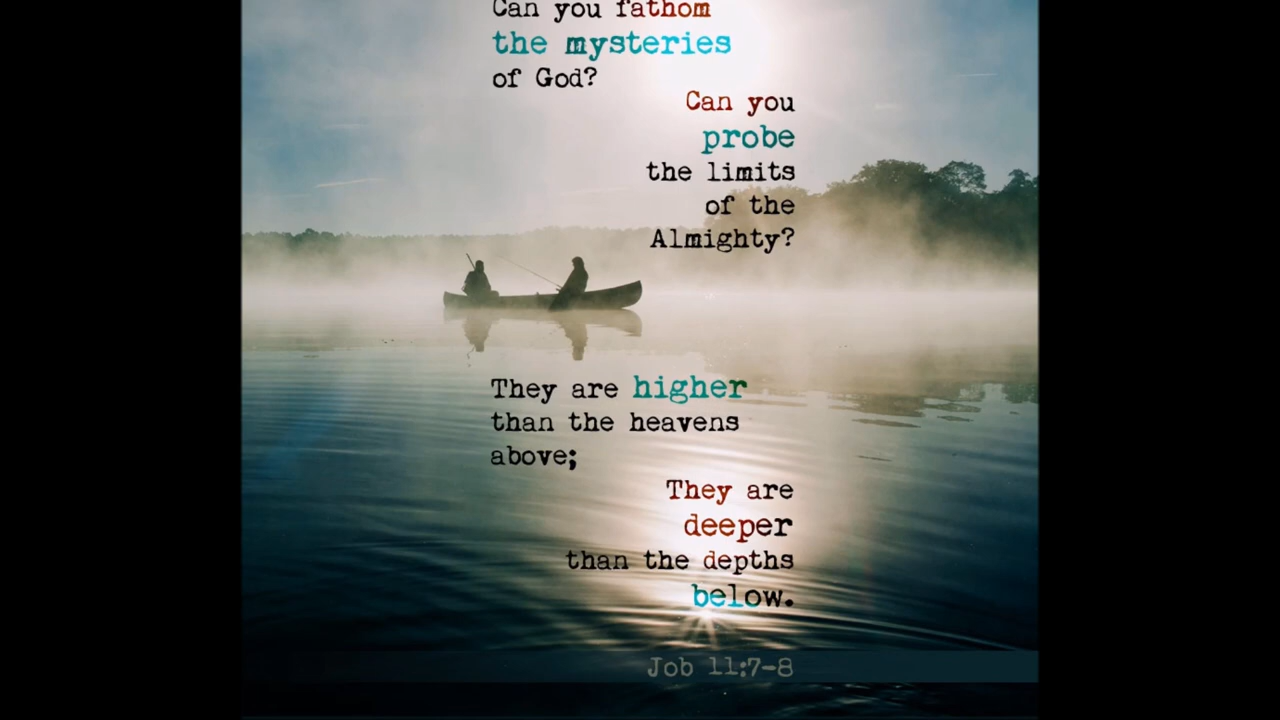 Can you fathom
the mysteries
of God?
Can you
probe
the limits
of the
Almighty?
They are higher
than the heavens
above;
They are
deeper
than the depths
below.
Job 11:7-8